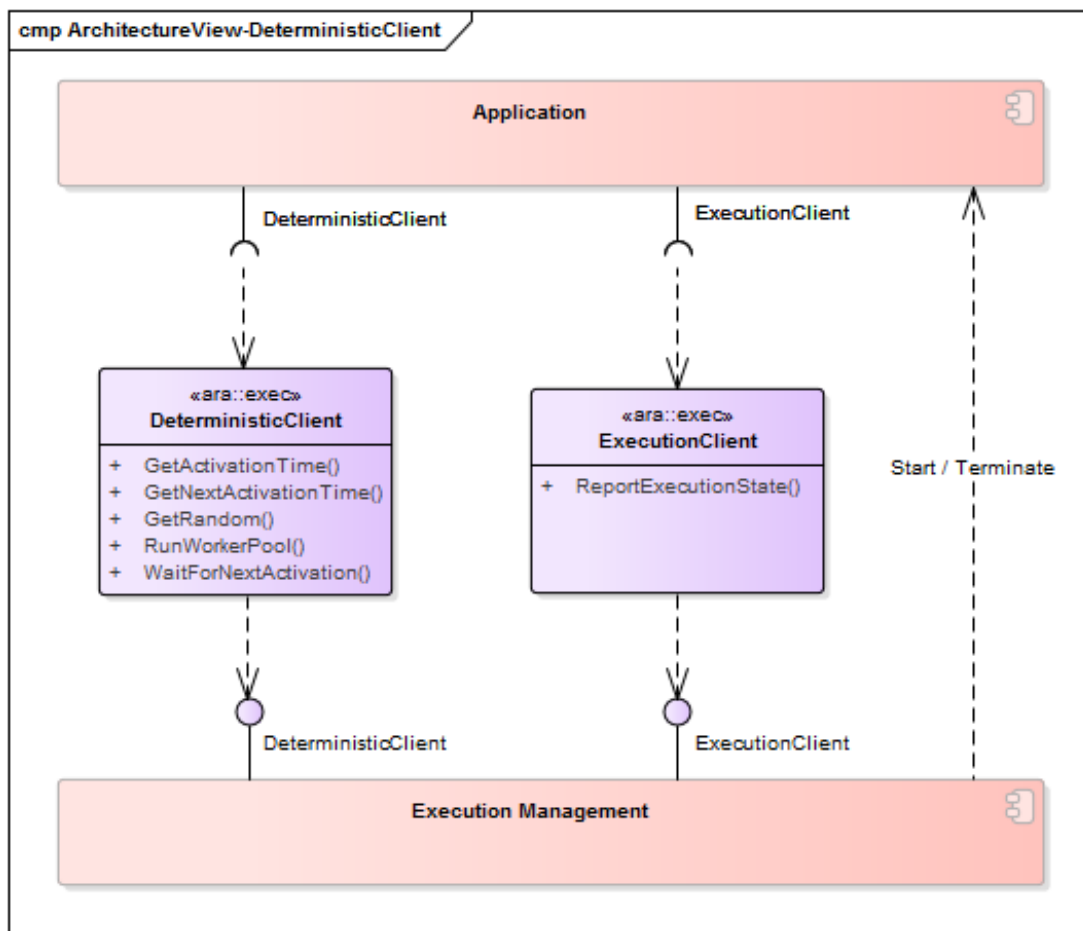 cmp ArchitectureView-DeterministicClient
Application
DeterministicClient
ExecutionClient
«ara::exec»
DeterministicClient
+ GetActivationTime()
+ GetNextActivationTime()
+ GetRandom()
+ RunWorkerPool()
+ WaitForNextActivation()
«ara::exec»
ExecutionClient
+ ReportExecutionState()
Start / Terminate
DeterministicClient
ExecutionClient
Execution Management